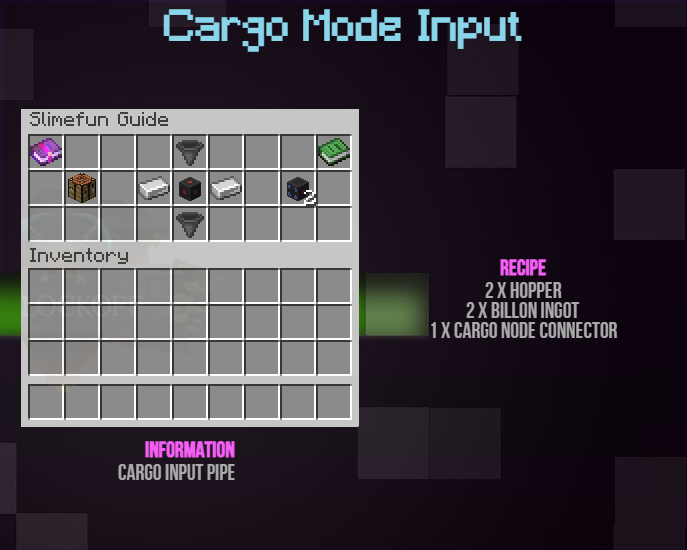 Cargo Mode Input
Slimefun Guide
2
Inventory
LOCKOFF
RECIPE
2 X HOPPER
2 X BILLON INGOT
1 X CARGO NODE CONNECTOR
INFORMATION
CARGO INPUT PIPE